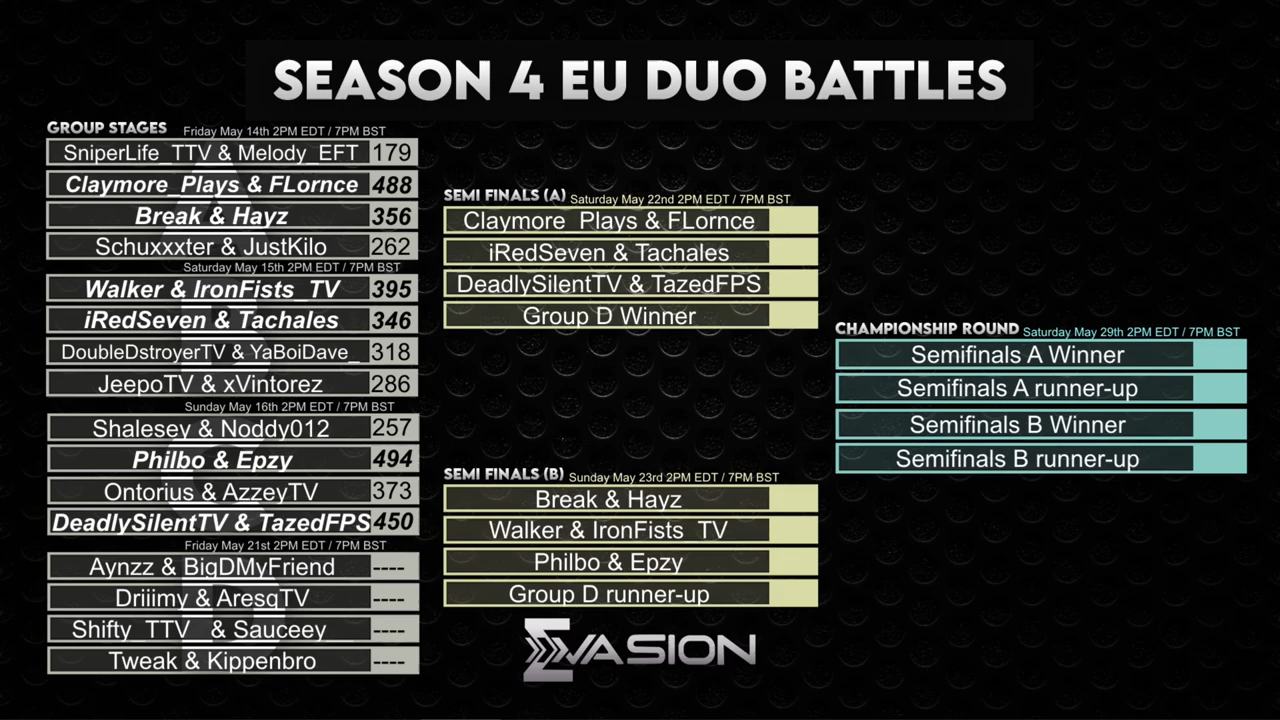 SEASON 4 EU DUO BATTLES
GROUP STAGES Friday May 14th 2PM EDT / 7PM BST
SniperLife_TTV & Melody_EFT 179
Claymore_Plays & FLornce 488
Break & Hayz 356
Schuxxxter & JustKilo 262
Saturday May 15th 2PM EDT / 7PM BST
Walker & IronFists_TV 395
iRedSeven & Tachales 346
DoubleDstroyerTV & YaBoiDave_ 318
JeepoTV & xVintorez 286
Sunday May 16th 2PM EDT / 7PM BST
Shalesey & Noddy012 257
Philbo & Epzy 494
Ontorius & AzzeyTV 373
DeadlySilentTV & TazedFPS 450
Friday May 21st 2PM EDT / 7PM BST
Aynzz & BigDMyFriend ----
Driiimy & AresqTV ----
Shifty_TTV_ & Sauceey_ ----
Tweak & Kippenbro ----
SEMI FINALS (A) Saturday May 22nd 2PM EDT / 7PM BST
Claymore_Plays & FLornce
iRedSeven & Tachales
DeadlySilentTV & TazedFPS
Group D Winner
SEMI FINALS (B) Sunday May 23rd 2PM EDT / 7PM BST
Break & Hayz
Walker & IronFists_TV
Philbo & Epzy
Group D runner-up
CHAMPIONSHIP ROUND Saturday May 29th 2PM EDT / 7PM BST
Semifinals A Winner
Semifinals A runner-up
Semifinals B Winner
Semifinals B runner-up
EVASION